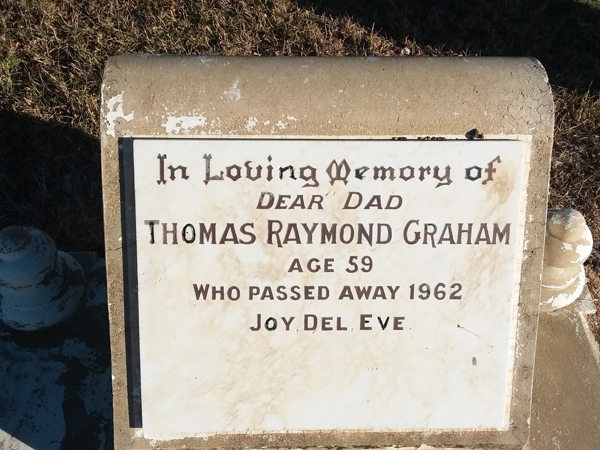 In Loving Memory of
DEAR DAD
THOMAS RAYMOND GRAHAM
AGE 59
WHO PASSED AWAY 1962
JOY, DEL, EVE